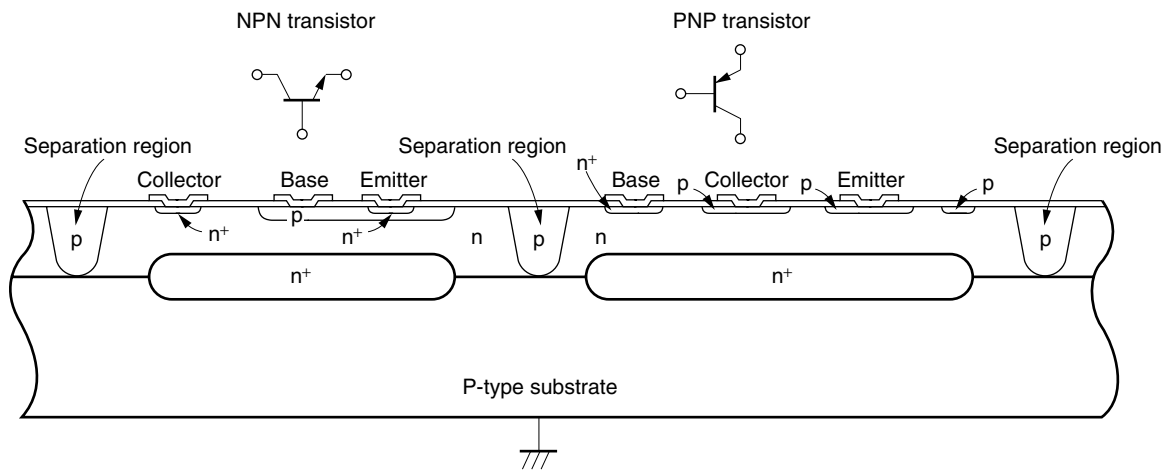 NPN transistor
PNP transistor
Separation region
Separation region
Separation region
Collector
Base
Emitter
n+
Base
p
Collector
p
Emitter
p
p
n+
p
n+
n
p
n
p
n+
n+
P-type substrate